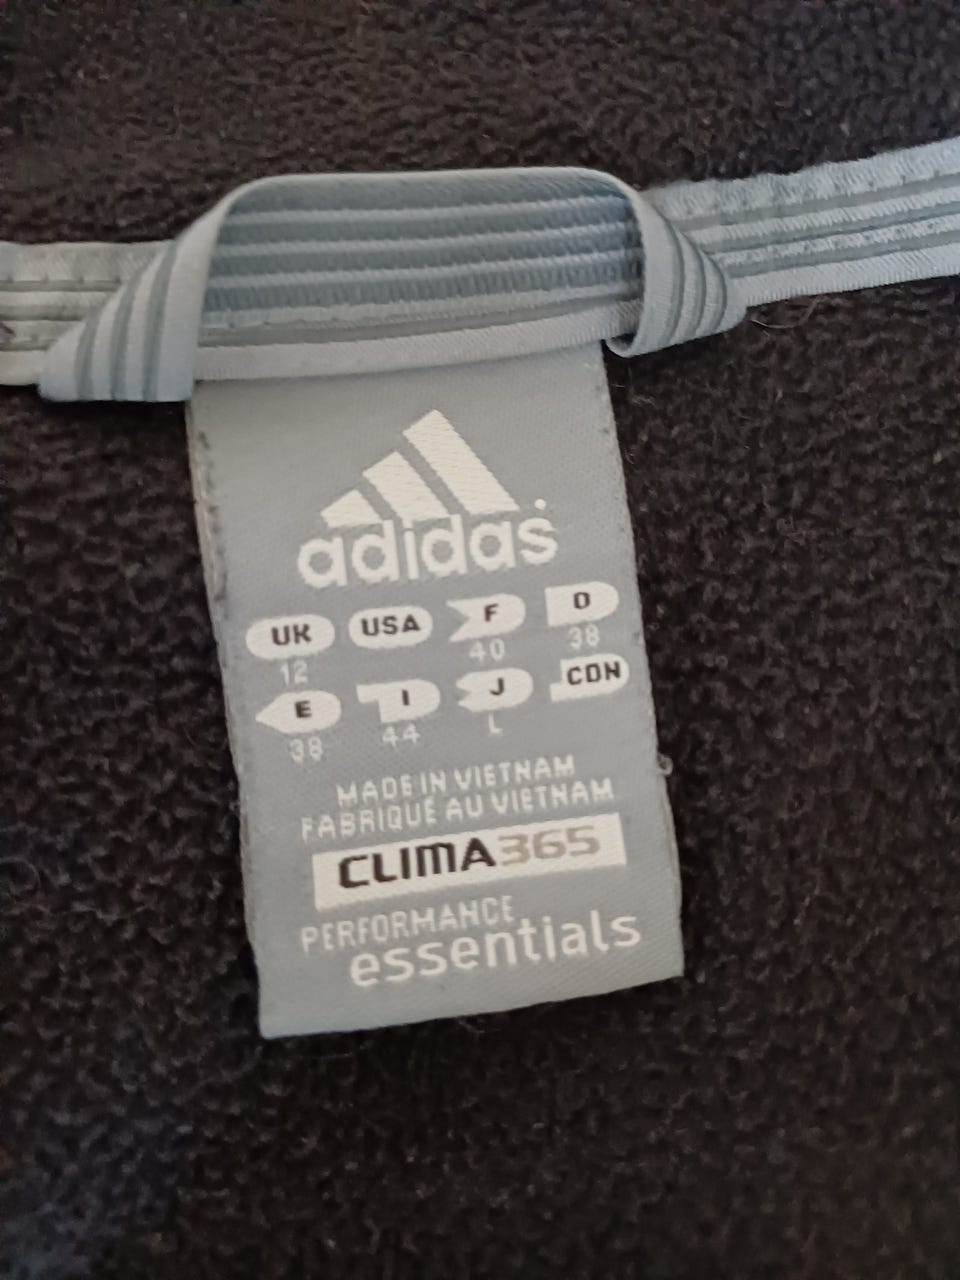 adidas
UK USA F D
12 40 38
E I J CDN
38 44 L
MADE IN VIETNAM
FABRIQUÉ AU VIETNAM
CLIMA365
PERFORMANCE
essentials